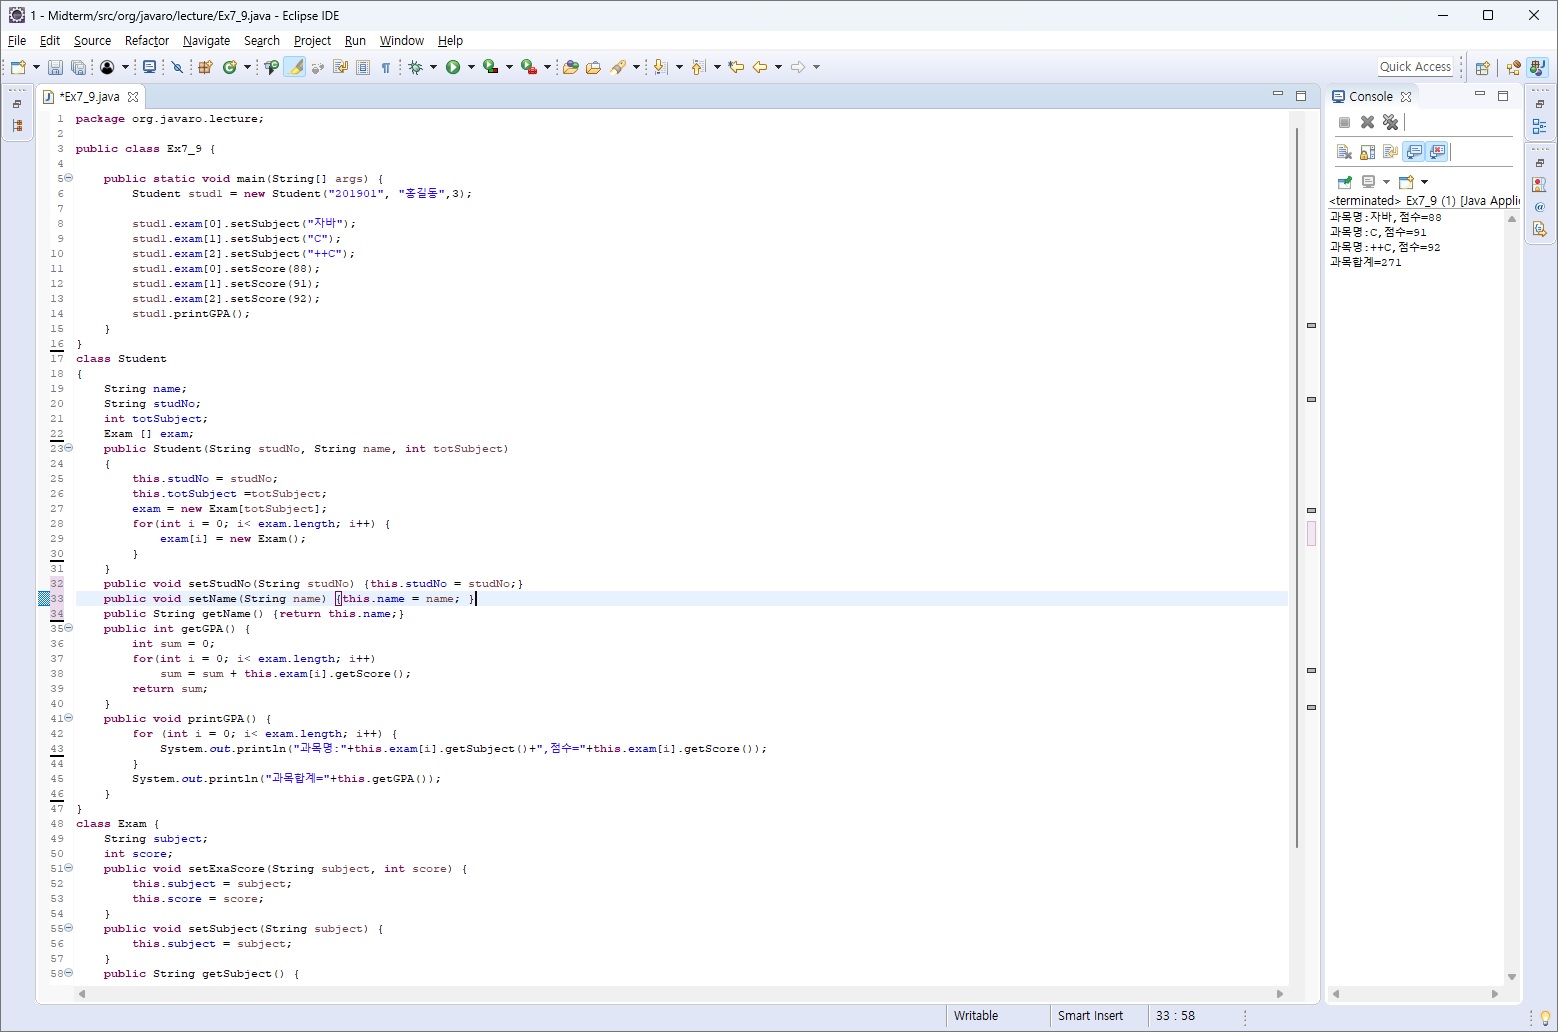 1 - Midterm/src/org/javaro/lecture/Ex7_9.java - Eclipse IDE
File Edit Source Refactor Navigate Search Project Run Window Help
Quick Access
*Ex7_9.java
1 package org.javaro.lecture;
2
3 public class Ex7_9 {
4
5     public static void main(String[] args) {
6         Student stud1 = new Student("201901", "홍길동",3);
7
8         stud1.exam[0].setSubject("자바");
9         stud1.exam[1].setSubject("C");
10         stud1.exam[2].setSubject("++C");
11         stud1.exam[0].setScore(88);
12         stud1.exam[1].setScore(91);
13         stud1.exam[2].setScore(92);
14         stud1.printGPA();
15     }
16 }
17 class Student
18 {
19     String name;
20     String studNo;
21     int totSubject;
22     Exam [] exam;
23     public Student(String studNo, String name, int totSubject)
24     {
25         this.studNo = studNo;
26         this.totSubject =totSubject;
27         exam = new Exam[totSubject];
28         for(int i = 0; i< exam.length; i++) {
29             exam[i] = new Exam();
30         }
31     }
32     public void setStudNo(String studNo) {this.studNo = studNo;}
33     public void setName(String name) {this.name = name; }
34     public String getName() {return this.name;}
35     public int getGPA() {
36         int sum = 0;
37         for(int i = 0; i< exam.length; i++)
38             sum = sum + this.exam[i].getScore();
39         return sum;
40     }
41     public void printGPA() {
42         for (int i = 0; i< exam.length; i++) {
43             System.out.println("과목명:"+this.exam[i].getSubject()+",점수="+this.exam[i].getScore());
44         }
45         System.out.println("과목합계="+this.getGPA());
46     }
47 }
48 class Exam {
49     String subject;
50     int score;
51     public void setExaScore(String subject, int score) {
52         this.subject = subject;
53         this.score = score;
54     }
55     public void setSubject(String subject) {
56         this.subject = subject;
57     }
58     public String getSubject() {
Console
<terminated> Ex7_9 (1) [Java Appli
과목명:자바,점수=88
과목명:C,점수=91
과목명:++C,점수=92
과목합계=271
Writable Smart Insert 33 : 58